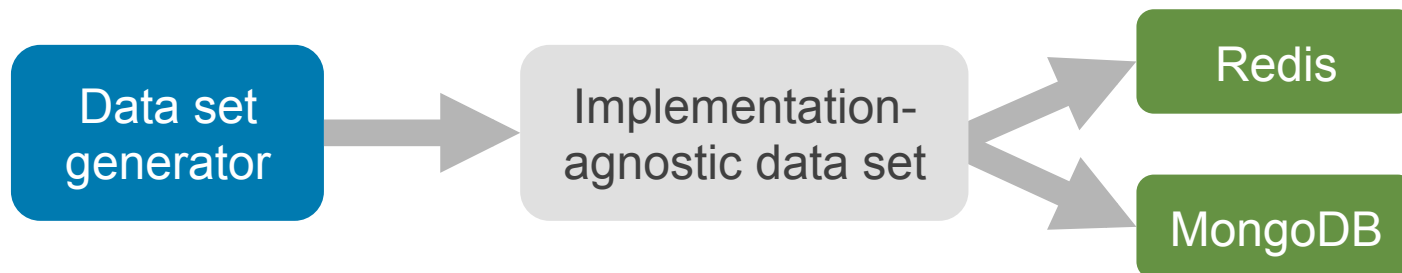 Data set
generator
Implementation-
agnostic data set
Redis
MongoDB